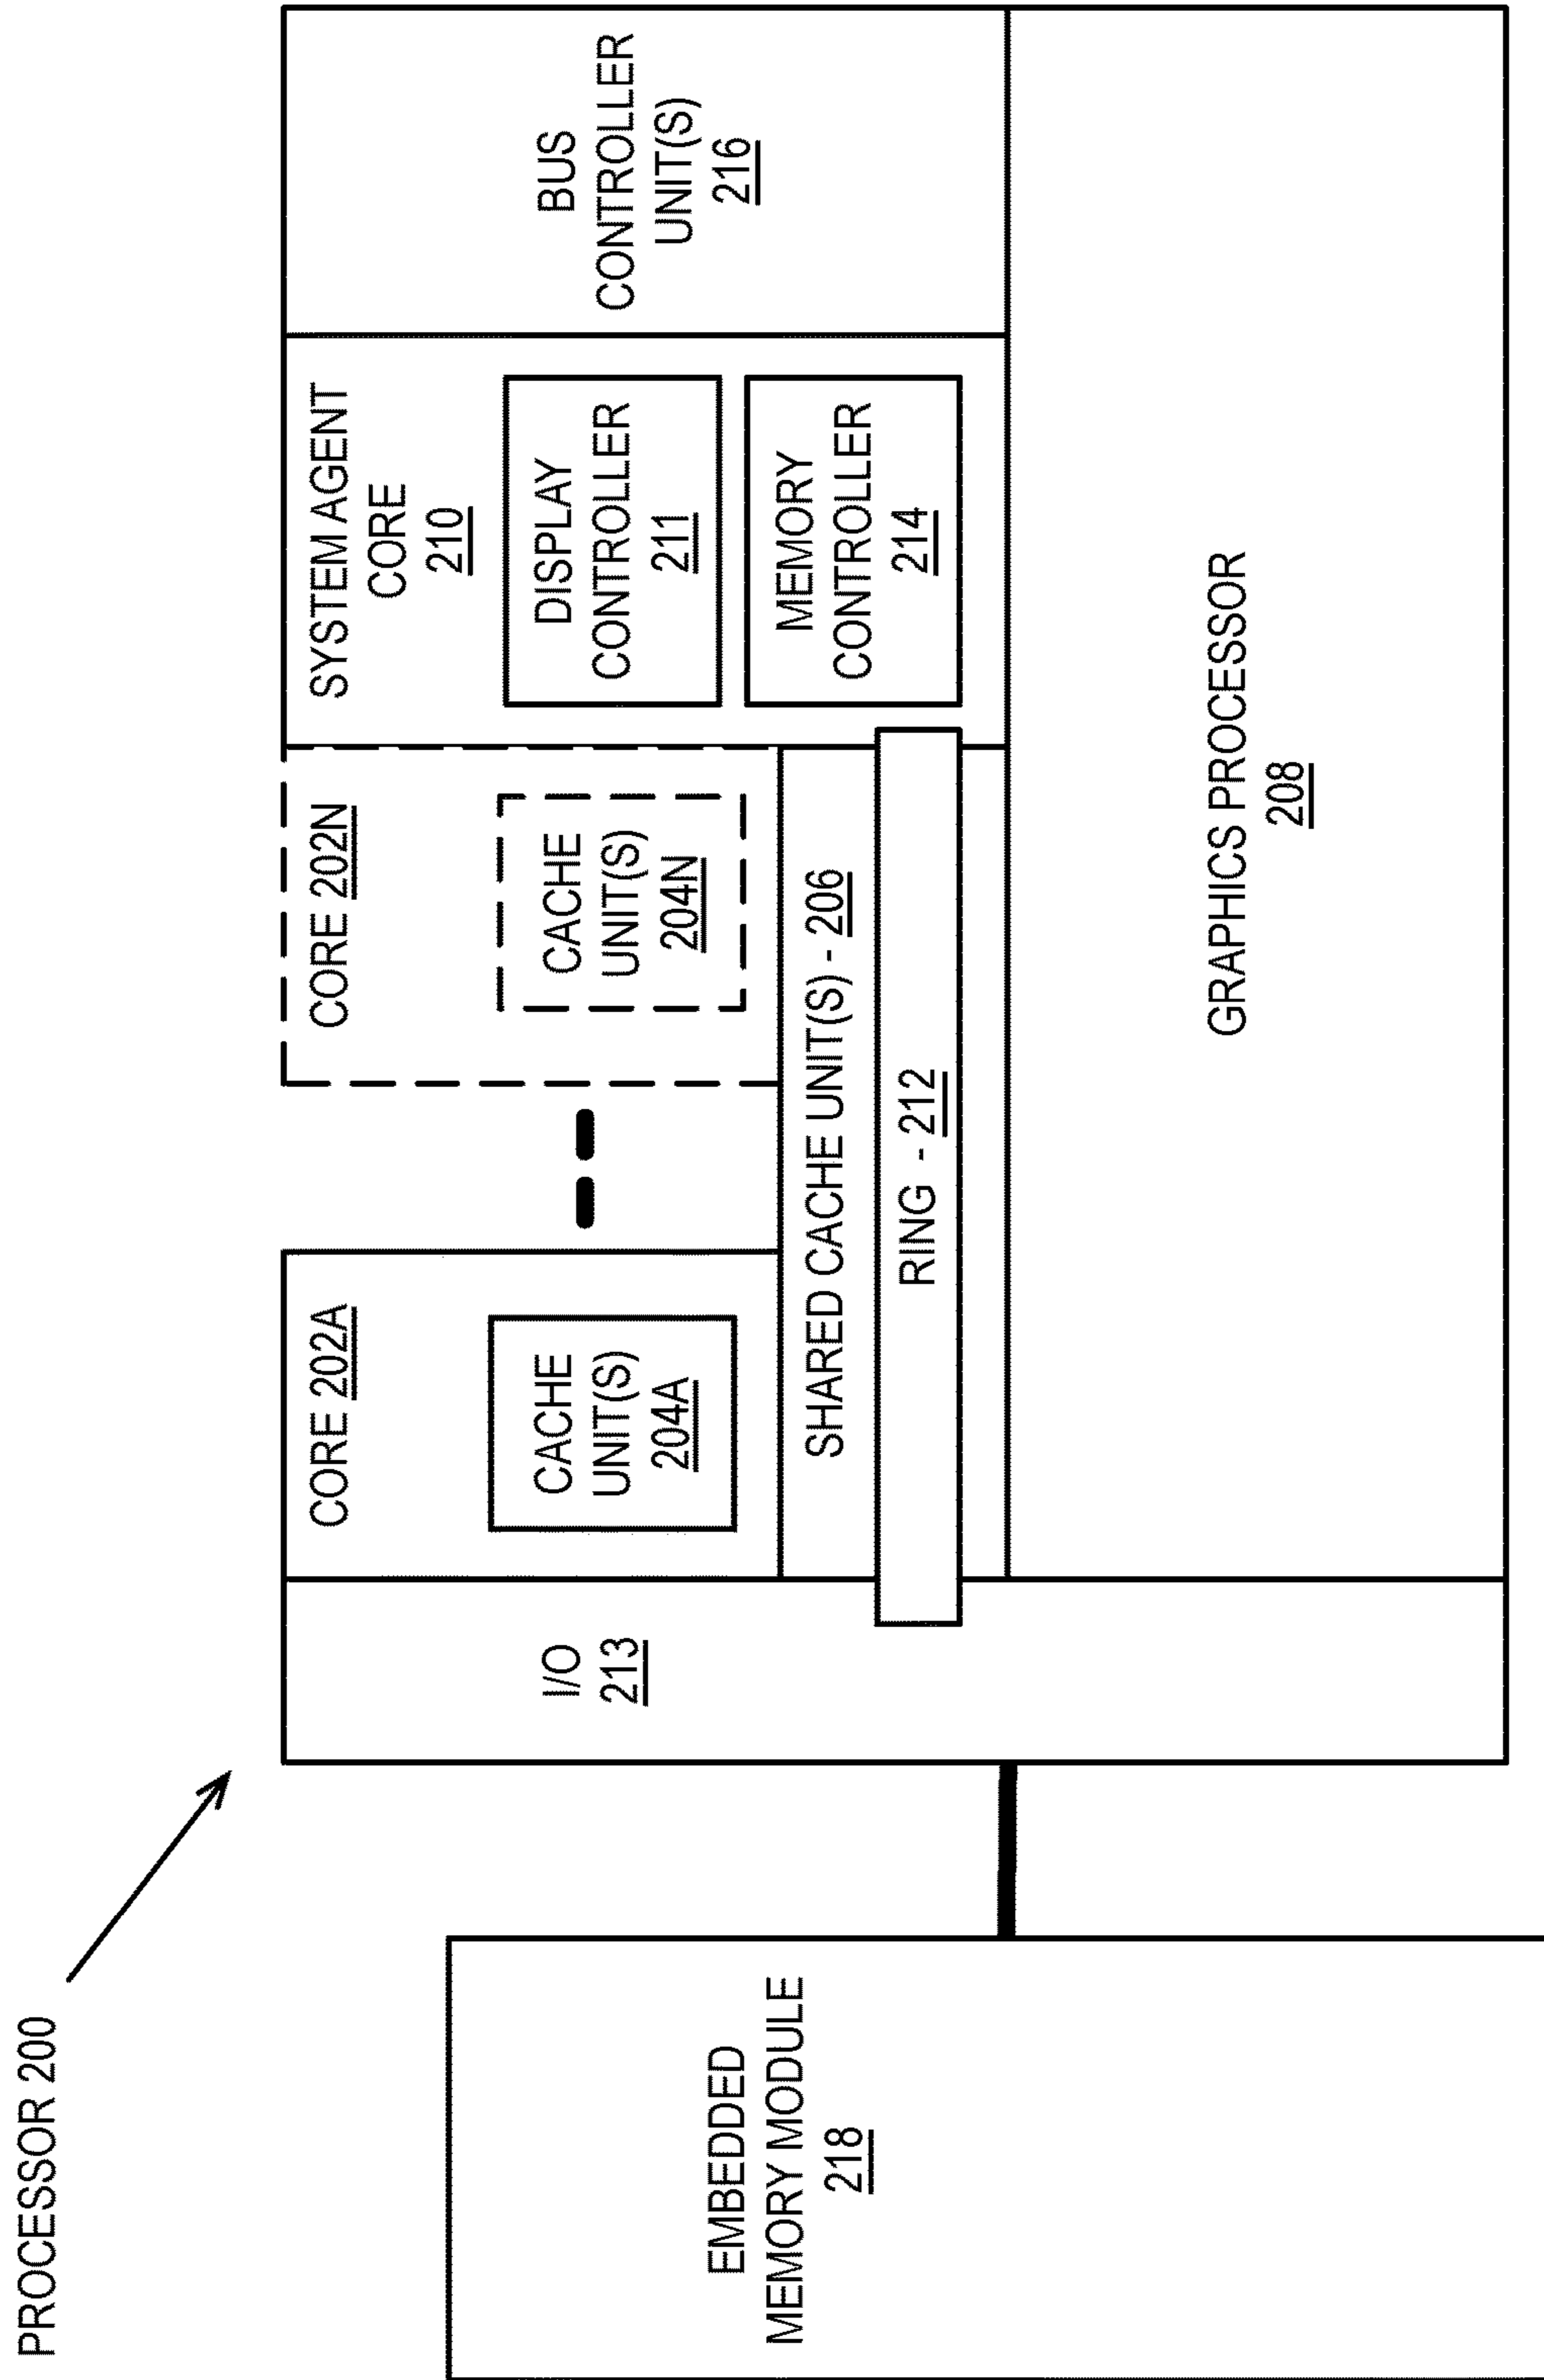 PROCESSOR 200
EMBEDDED
MEMORY MODULE
218
I/O
213
CORE 202A
CACHE
UNIT(S)
204A
CORE 202N
CACHE
UNIT(S)
204N
SHARED CACHE UNIT(S) - 206
RING - 212
SYSTEM AGENT
CORE
210
DISPLAY
CONTROLLER
211
MEMORY
CONTROLLER
214
BUS
CONTROLLER
UNIT(S)
216
GRAPHICS PROCESSOR
208